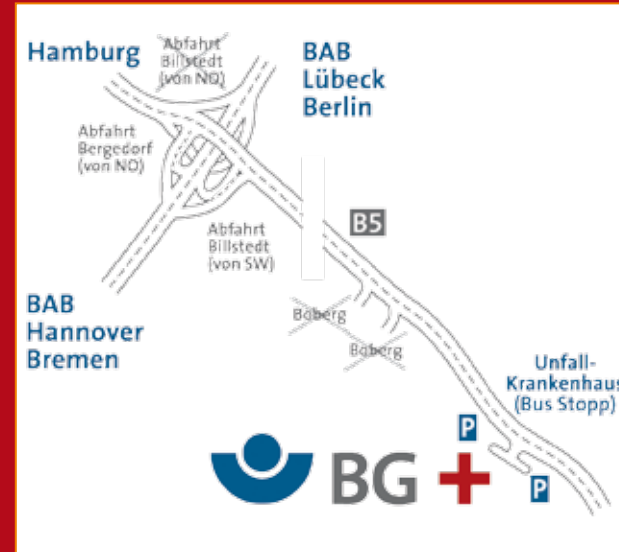 Hamburg
Abfahrt
Billstedt
(von NO)
BAB
Lübeck
Berlin
Abfahrt
Bergedorf
(von NO)
B5
Abfahrt
Billstedt
(von SW)
BAB
Hannover
Bremen
Boberg
Boberg
Unfall-
Krankenhaus
(Bus Stopp)
P
P
BG